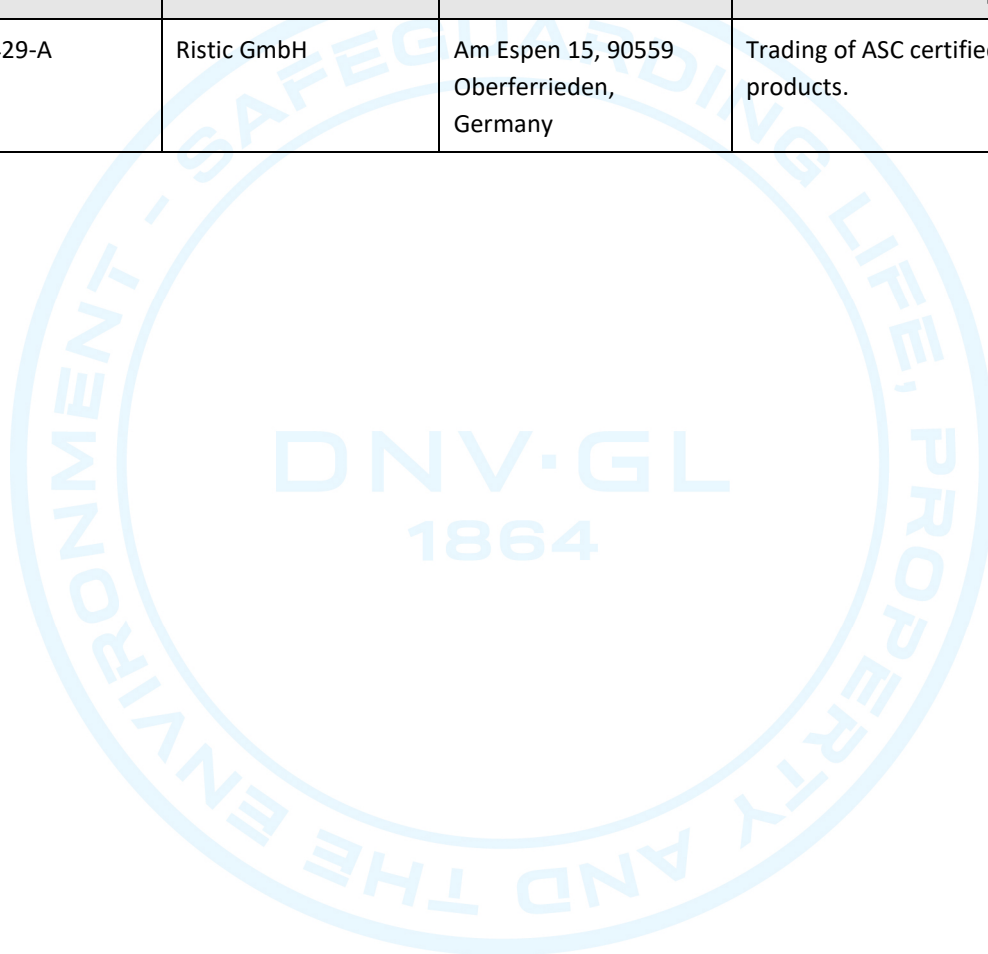 29-A
Ristic GmbH
Am Espen 15, 90559
Oberferrieden,
Germany
Trading of ASC certified
products.
SAFEGUARDING LIFE, PROPERTY AND THE ENVIRONMENT -
DNV·GL
1864